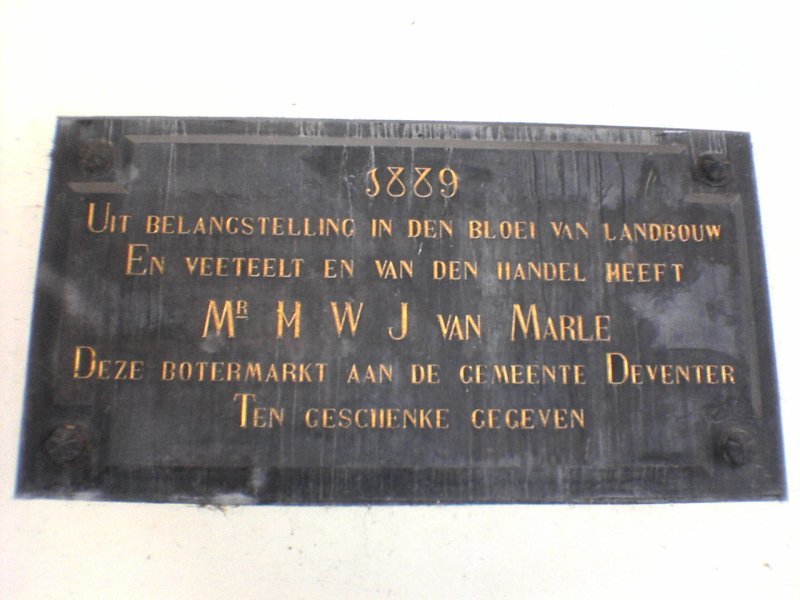 1889
Uit belangstelling in den bloei van landbouw
En veeteelt en van den handel heeft
Mr M W J van Marle
Deze botermarkt aan de gemeente Deventer
Ten geschenke gegeven